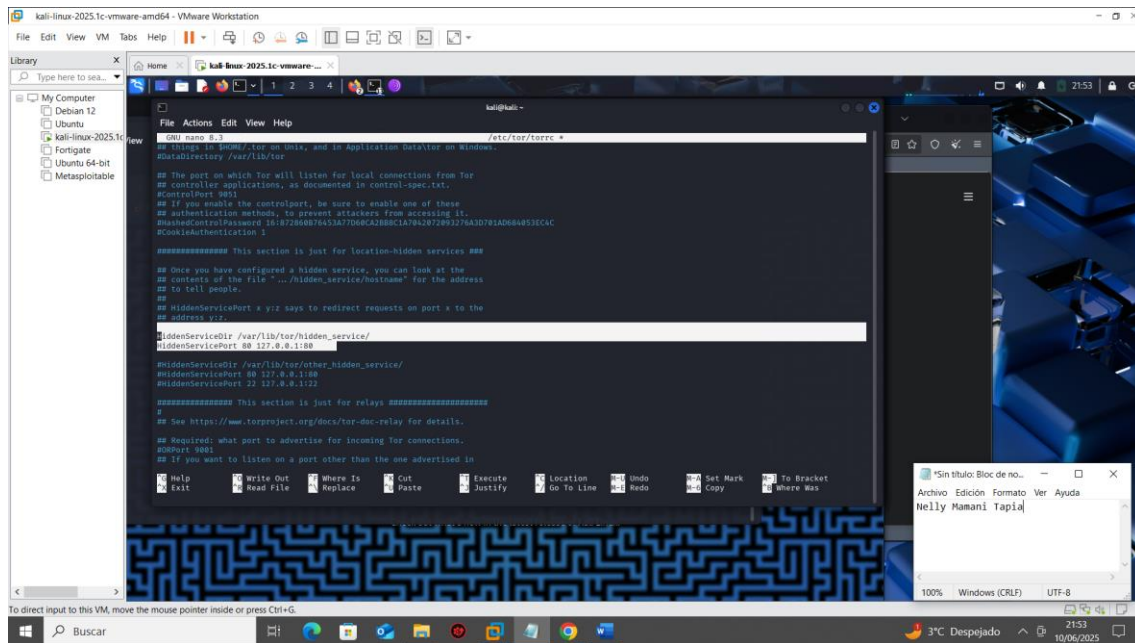 kali-linux-2025.1c-vmware-amd64 - VMware Workstation
File Edit View VM Tabs Help
Library
Home
kali-linux-2025.1c-vmware-...
Type here to sea...
My Computer
Debian 12
Ubuntu
kali-linux-2025.1c
Fortigate
Ubuntu 64-bit
Metasploitable
1 2 3 4
21:53
kali@kali: ~
File Actions Edit View Help
GNU nano 8.3 /etc/tor/torrc *
## things in $HOME/.tor on Unix, and in Application Data\tor on Windows.
#DataDirectory /var/lib/tor
## The port on which Tor will listen for local connections from Tor
## controller applications, as documented in control-spec.txt.
#ControlPort 9051
## If you enable the controlport, be sure to enable one of these
## authentication methods, to prevent attackers from accessing it.
#HashedControlPassword 16:872860B76453A77D60CA2BB8C1A7042072093276A3D701AD684053EC4C
#CookieAuthentication 1
############### This section is just for location-hidden services ###
## Once you have configured a hidden service, you can look at the
## contents of the file ".../hidden_service/hostname" for the address
## to tell people.
##
## HiddenServicePort x y:z says to redirect requests on port x to the
## address y:z.
HiddenServiceDir /var/lib/tor/hidden_service/
HiddenServicePort 80 127.0.0.1:80
#HiddenServiceDir /var/lib/tor/other_hidden_service/
#HiddenServicePort 80 127.0.0.1:80
#HiddenServicePort 22 127.0.0.1:22
################ This section is just for relays #####################
#
## See https://www.torproject.org/docs/tor-doc-relay for details.
## Required: what port to advertise for incoming Tor connections.
#ORPort 9001
## If you want to listen on a port other than the one advertised in
^G Help ^O Write Out ^F Where Is ^K Cut ^T Execute ^C Location M-U Undo M-A Set Mark M-] To Bracket
^X Exit ^R Read File ^\ Replace ^U Paste ^J Justify ^/ Go To Line M-E Redo M-6 Copy ^B Where Was
*Sin título: Bloc de no...
Archivo Edición Formato Ver Ayuda
Nelly Mamani Tapia
100% Windows (CRLF) UTF-8
To direct input to this VM, move the mouse pointer inside or press Ctrl+G.
Buscar
3°C Despejado
21:53
10/06/2025